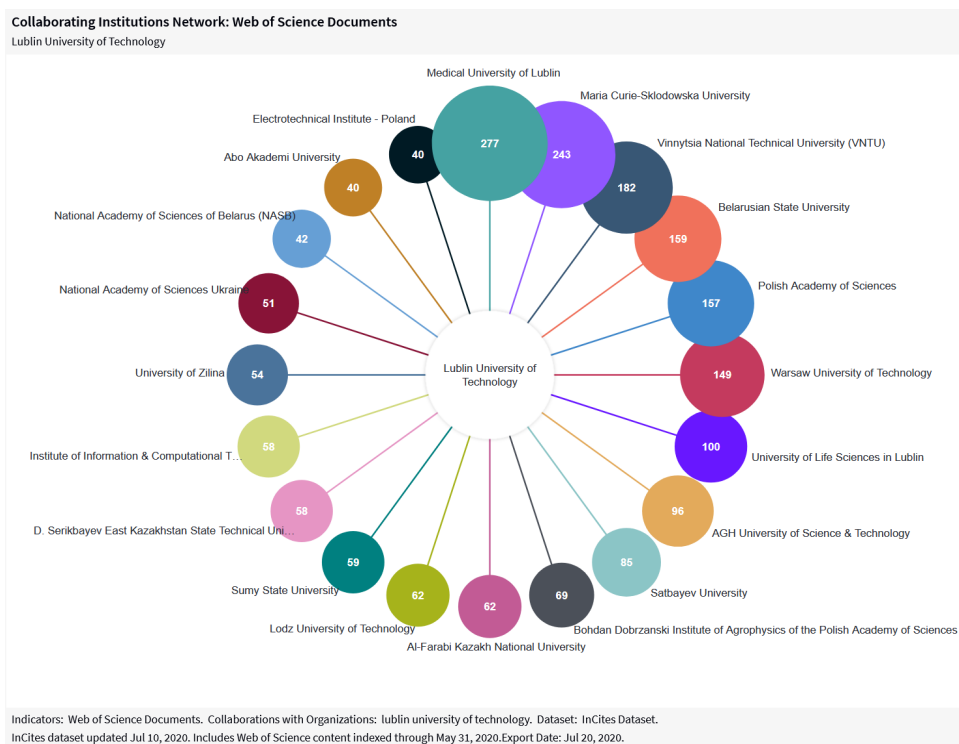 Collaborating Institutions Network: Web of Science Documents
Lublin University of Technology
Medical University of Lublin
277
Maria Curie-Sklodowska University
243
Vinnytsia National Technical University (VNTU)
182
Belarusian State University
159
Polish Academy of Sciences
157
Warsaw University of Technology
149
University of Life Sciences in Lublin
100
AGH University of Science & Technology
96
Satbayev University
85
Bohdan Dobrzanski Institute of Agrophysics of the Polish Academy of Sciences
69
Al-Farabi Kazakh National University
62
Lodz University of Technology
62
Sumy State University
59
D. Serikbayev East Kazakhstan State Technical Uni...
58
Institute of Information & Computational T...
58
University of Zilina
54
National Academy of Sciences Ukraine
51
National Academy of Sciences of Belarus (NASB)
42
Abo Akademi University
40
Electrotechnical Institute - Poland
40
Lublin University of
Technology
Indicators: Web of Science Documents. Collaborations with Organizations: lublin university of technology. Dataset: InCites Dataset.
InCites dataset updated Jul 10, 2020. Includes Web of Science content indexed through May 31, 2020.Export Date: Jul 20, 2020.